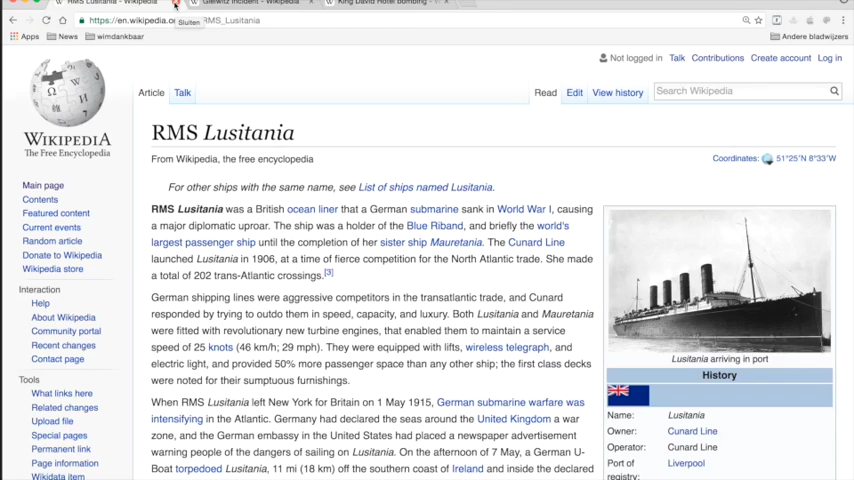 RMS Lusitania - Wikipedia
Gleiwitz incident - Wikipedia
King David Hotel bombing -
https://en.wikipedia.o
RMS_Lusitania
Sluiten
Apps
News
wimdankbaar
Andere bladwijzers
Not logged in Talk Contributions Create account Log in
Article Talk
Read Edit View history
Search Wikipedia
WIKIPEDIA
The Free Encyclopedia
Main page
Contents
Featured content
Current events
Random article
Donate to Wikipedia
Wikipedia store
Interaction
Help
About Wikipedia
Community portal
Recent changes
Contact page
Tools
What links here
Related changes
Upload file
Special pages
Permanent link
Page information
Wikidata item
RMS Lusitania
From Wikipedia, the free encyclopedia
Coordinates: 51°25′N 8°33′W
For other ships with the same name, see List of ships named Lusitania.
RMS Lusitania was a British ocean liner that a German submarine sank in World War I, causing
a major diplomatic uproar. The ship was a holder of the Blue Riband, and briefly the world's
largest passenger ship until the completion of her sister ship Mauretania. The Cunard Line
launched Lusitania in 1906, at a time of fierce competition for the North Atlantic trade. She made
a total of 202 trans-Atlantic crossings.[3]
German shipping lines were aggressive competitors in the transatlantic trade, and Cunard
responded by trying to outdo them in speed, capacity, and luxury. Both Lusitania and Mauretania
were fitted with revolutionary new turbine engines, that enabled them to maintain a service
speed of 25 knots (46 km/h; 29 mph). They were equipped with lifts, wireless telegraph, and
electric light, and provided 50% more passenger space than any other ship; the first class decks
were noted for their sumptuous furnishings.
When RMS Lusitania left New York for Britain on 1 May 1915, German submarine warfare was
intensifying in the Atlantic. Germany had declared the seas around the United Kingdom a war
zone, and the German embassy in the United States had placed a newspaper advertisement
warning people of the dangers of sailing on Lusitania. On the afternoon of 7 May, a German U-
Boat torpedoed Lusitania, 11 mi (18 km) off the southern coast of Ireland and inside the declared
Lusitania arriving in port
History
Name: Lusitania
Owner: Cunard Line
Operator: Cunard Line
Port of Liverpool
registry: